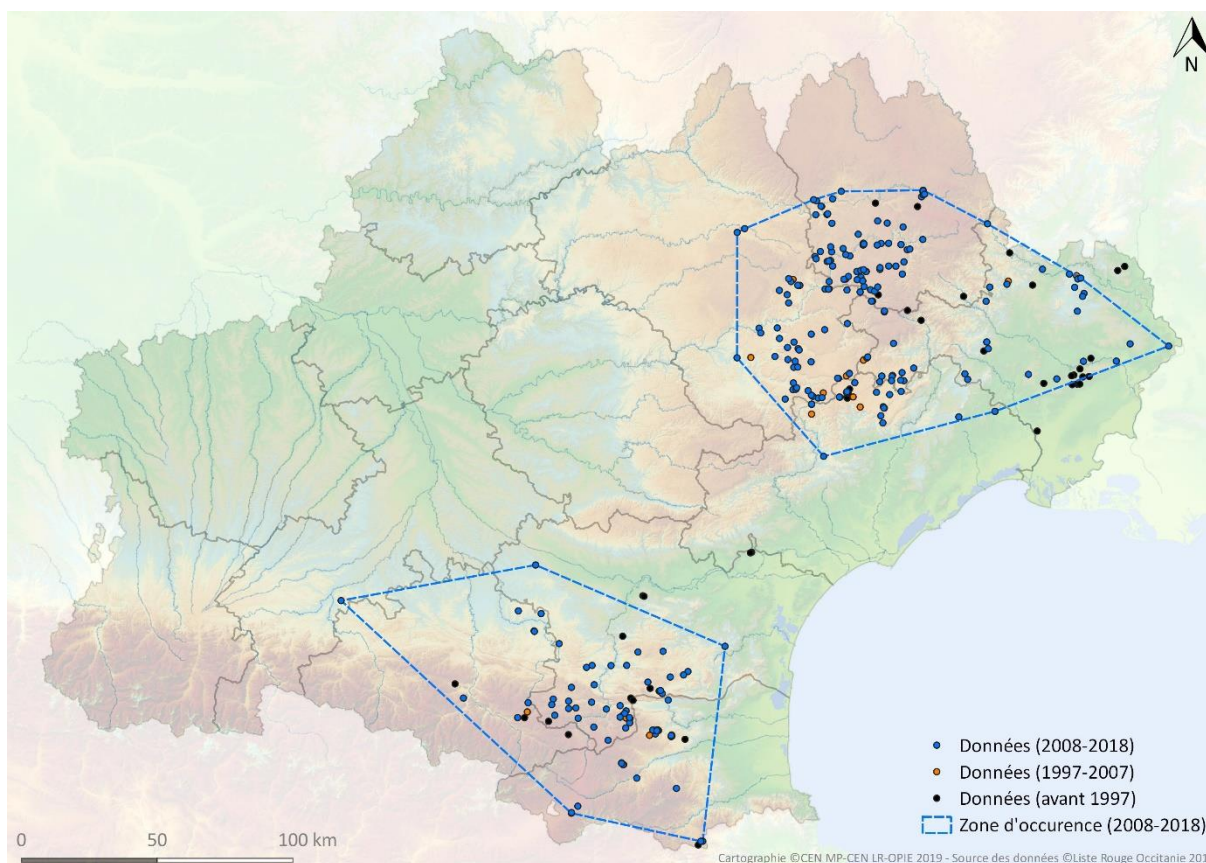 N
Données (2008-2018)
Données (1997-2007)
Données (avant 1997)
Zone d'occurence (2008-2018)
0 50 100 km
Cartographie ©CEN MP-CEN LR-OPIE 2019 - Source des données ©Liste Rouge Occitanie 201